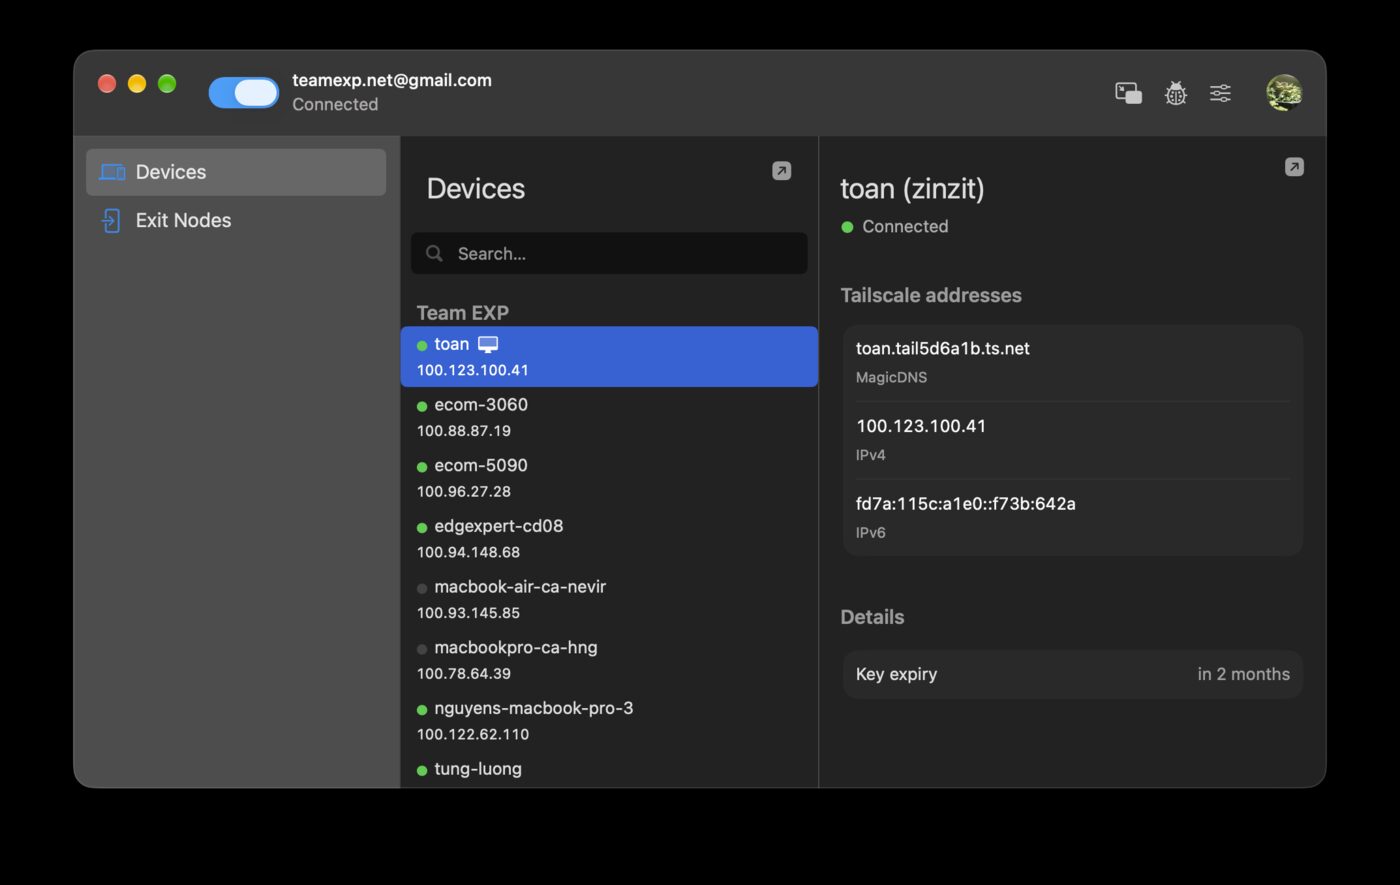 teamexp.net@gmail.com
Connected
Devices
Exit Nodes
Devices
Search...
Team EXP
toan
100.123.100.41
ecom-3060
100.88.87.19
ecom-5090
100.96.27.28
edgexpert-cd08
100.94.148.68
macbook-air-ca-nevir
100.93.145.85
macbookpro-ca-hng
100.78.64.39
nguyens-macbook-pro-3
100.122.62.110
tung-luong
toan (zinzit)
Connected
Tailscale addresses
toan.tail5d6a1b.ts.net
MagicDNS
100.123.100.41
IPv4
fd7a:115c:a1e0::f73b:642a
IPv6
Details
Key expiry in 2 months